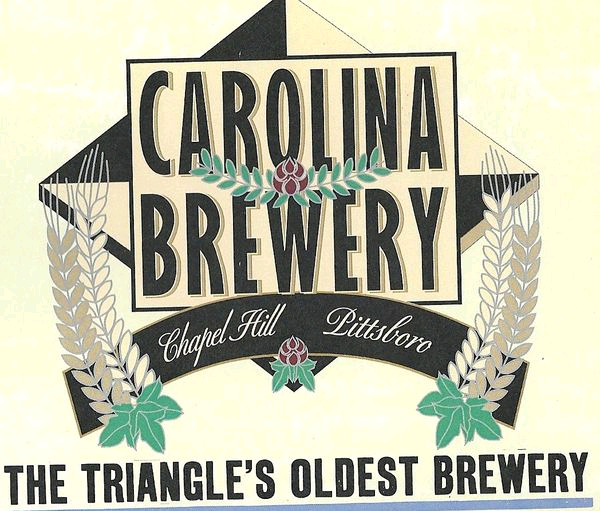 CAROLINA
BREWERY
Chapel Hill Pittsboro
THE TRIANGLE'S OLDEST BREWERY